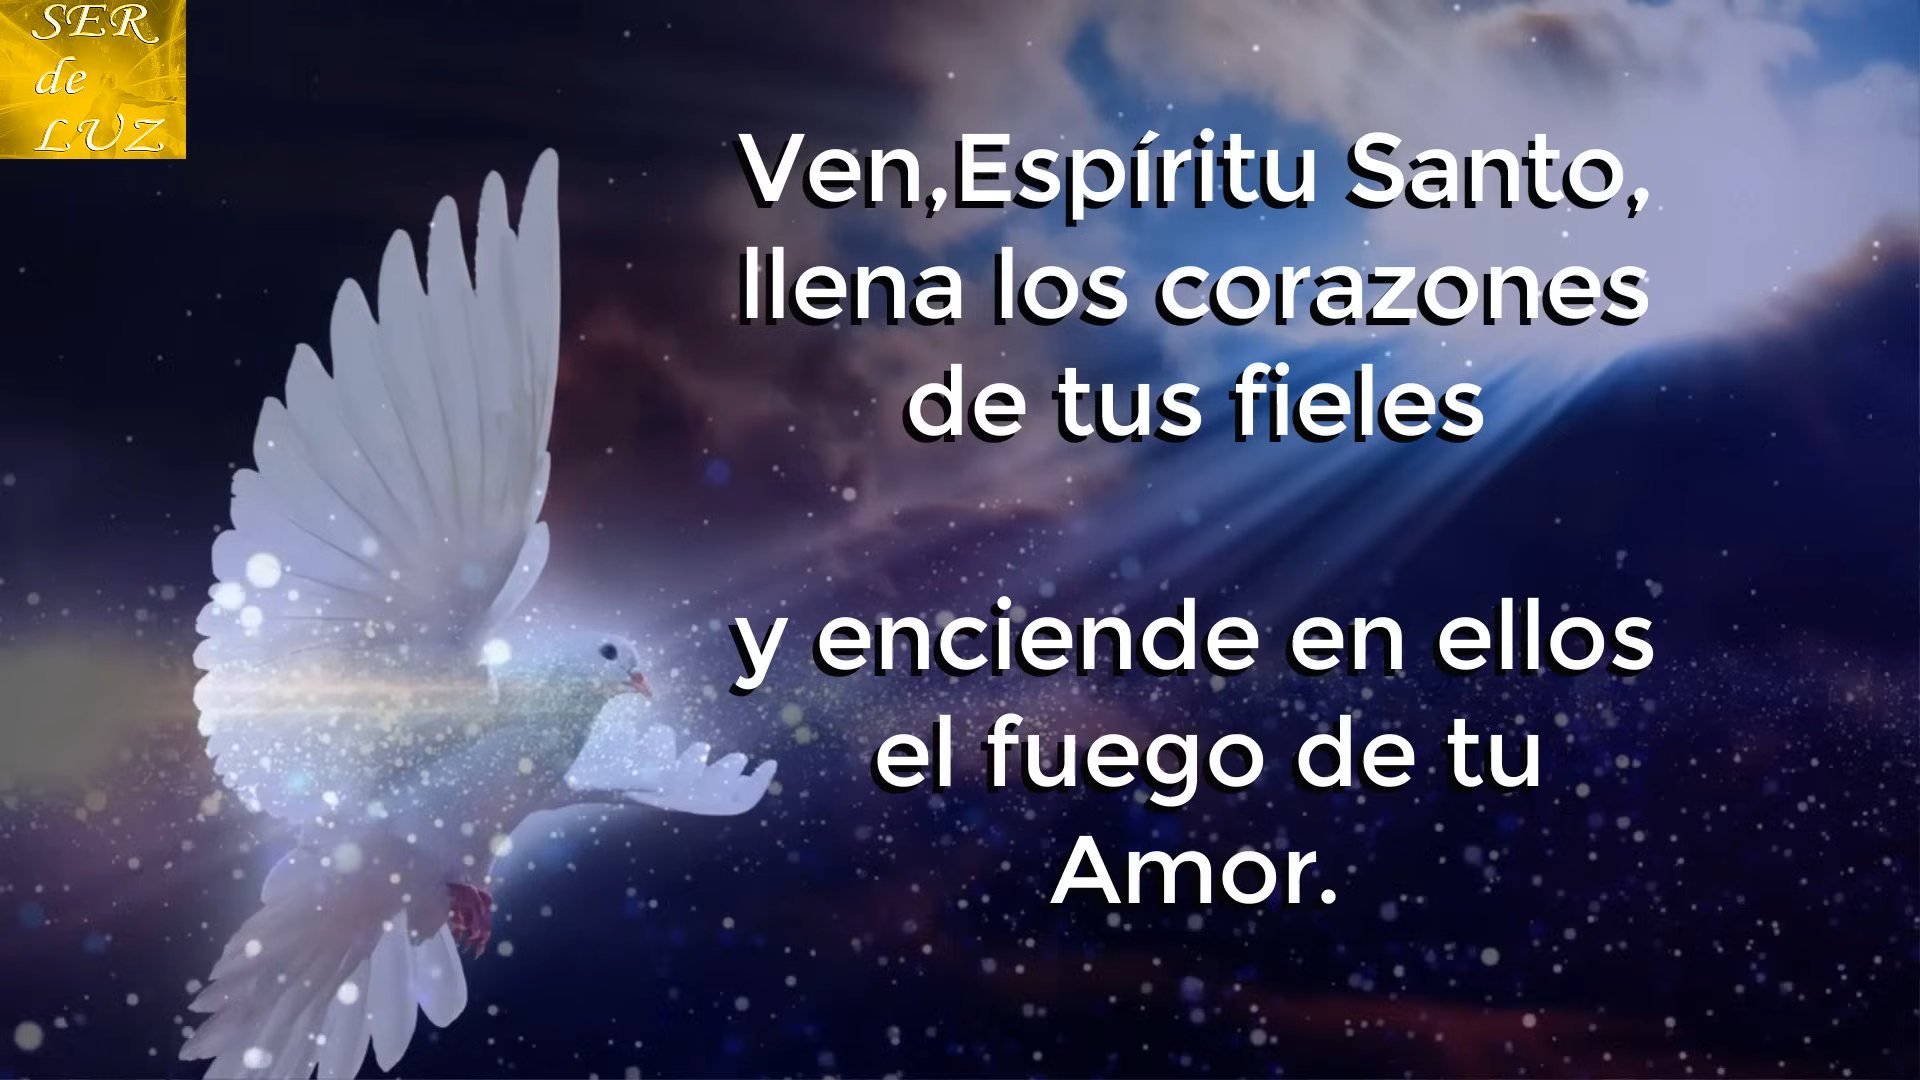 SER
de
LUZ
Ven,Espíritu Santo,
llena los corazones
de tus fieles
y enciende en ellos
el fuego de tu
Amor.